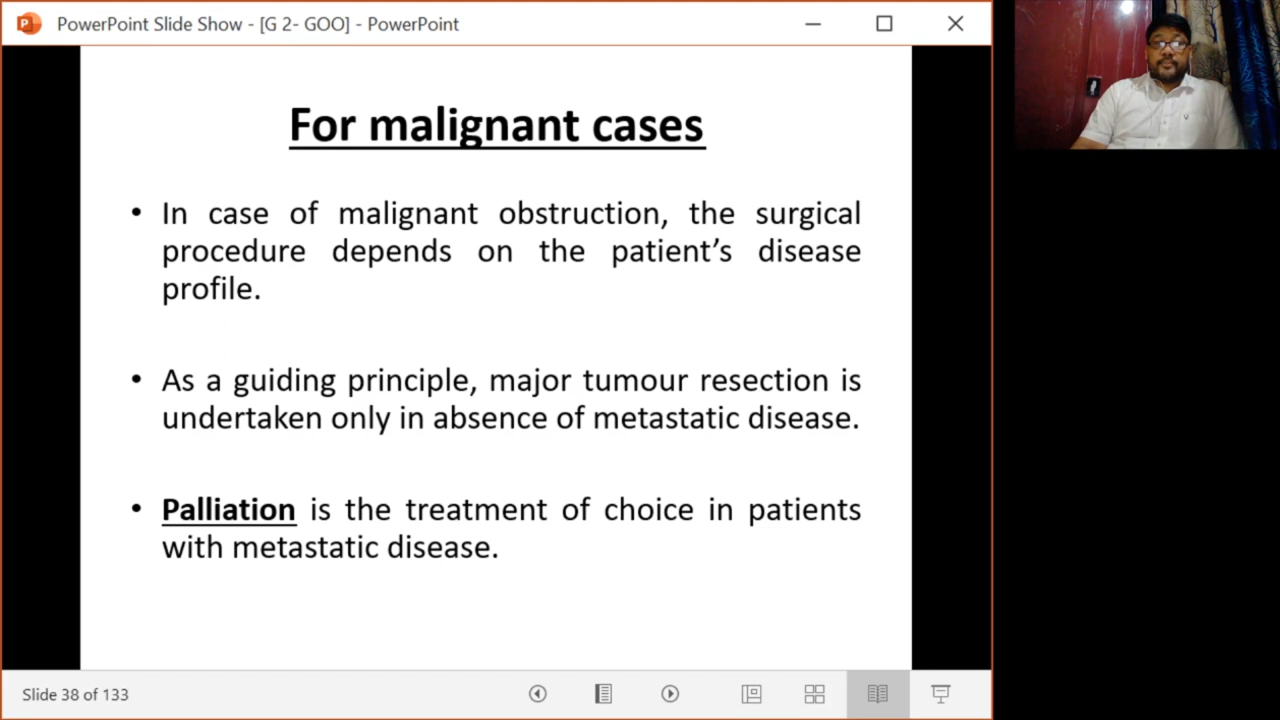 PowerPoint Slide Show - [G 2- GOO] - PowerPoint
For malignant cases
• In case of malignant obstruction, the surgical
procedure depends on the patient’s disease
profile.
• As a guiding principle, major tumour resection is
undertaken only in absence of metastatic disease.
• Palliation is the treatment of choice in patients
with metastatic disease.
Slide 38 of 133